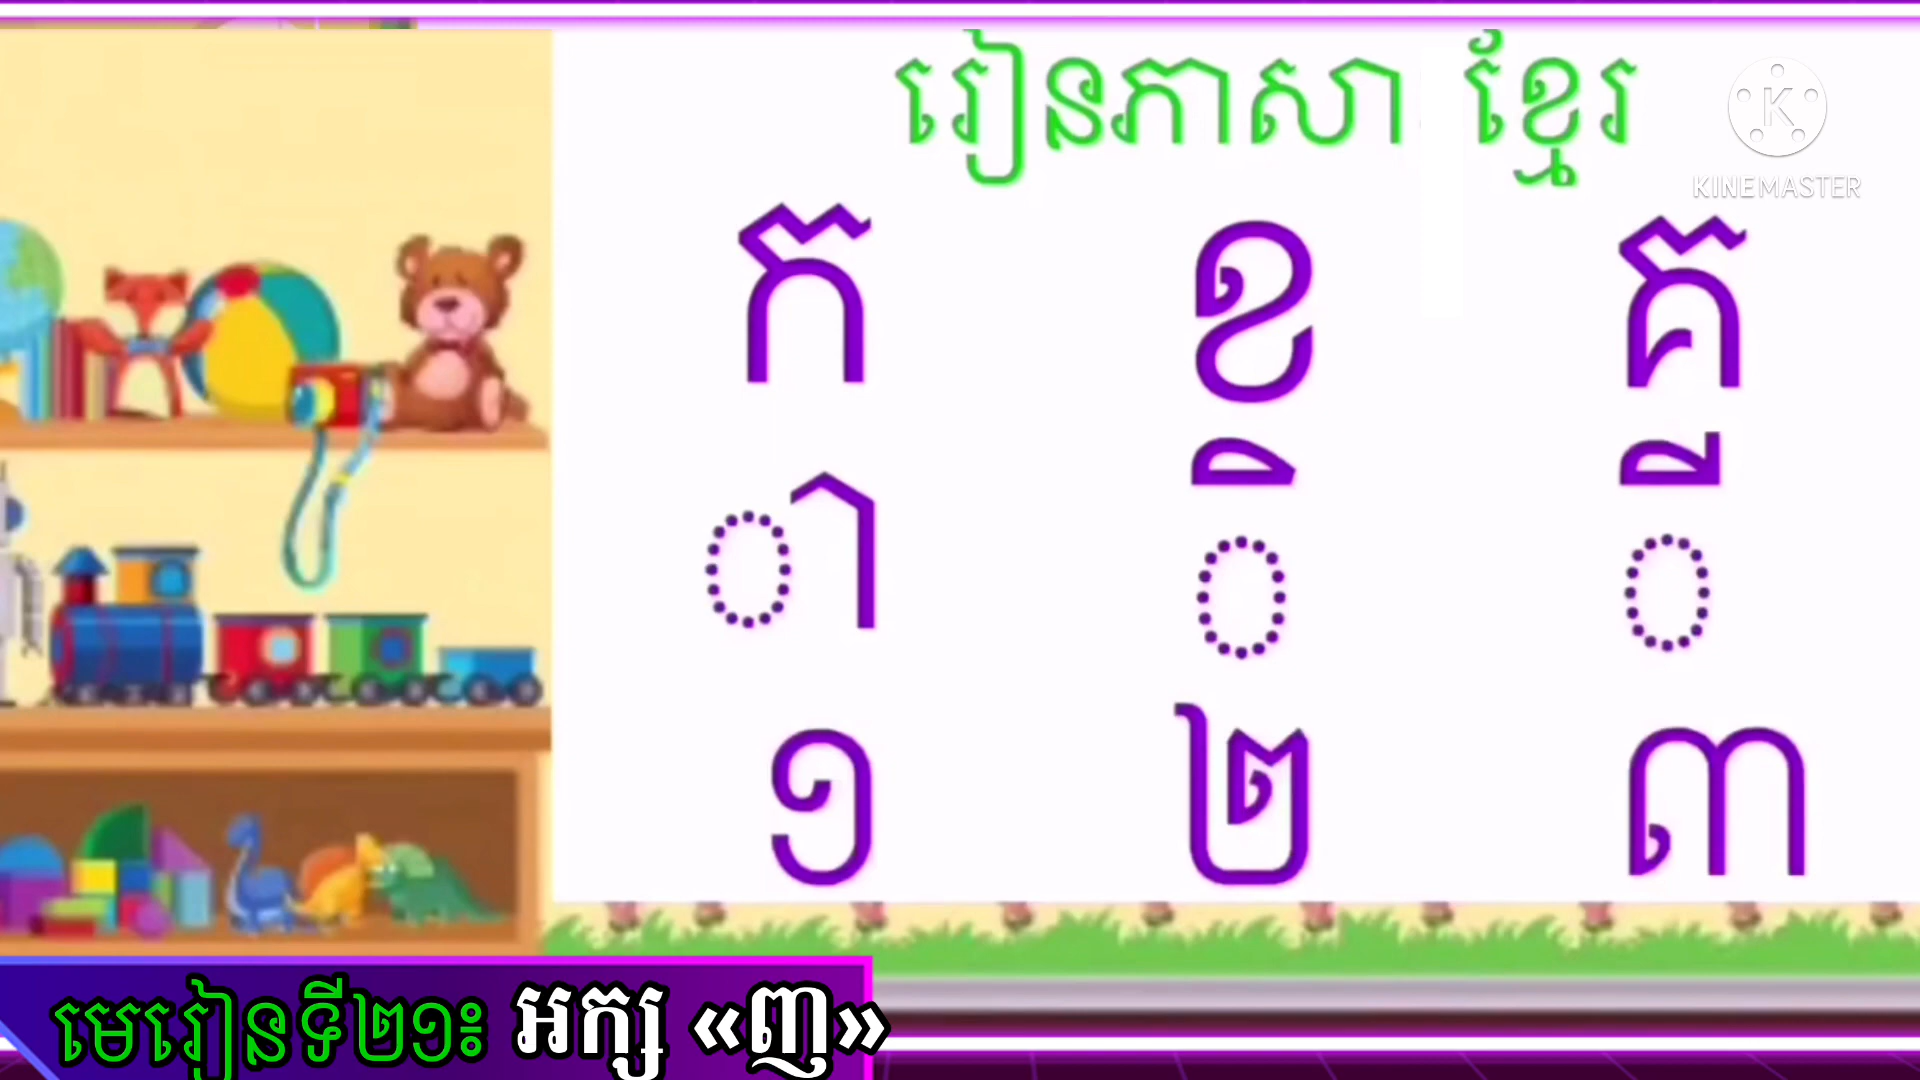 រៀនភាសា ខ្មែរ
KINEMASTER
ក ខ គ
ា ិ ី
១ ២ ៣
មេរៀនទី២១៖ អក្ស «ញ»